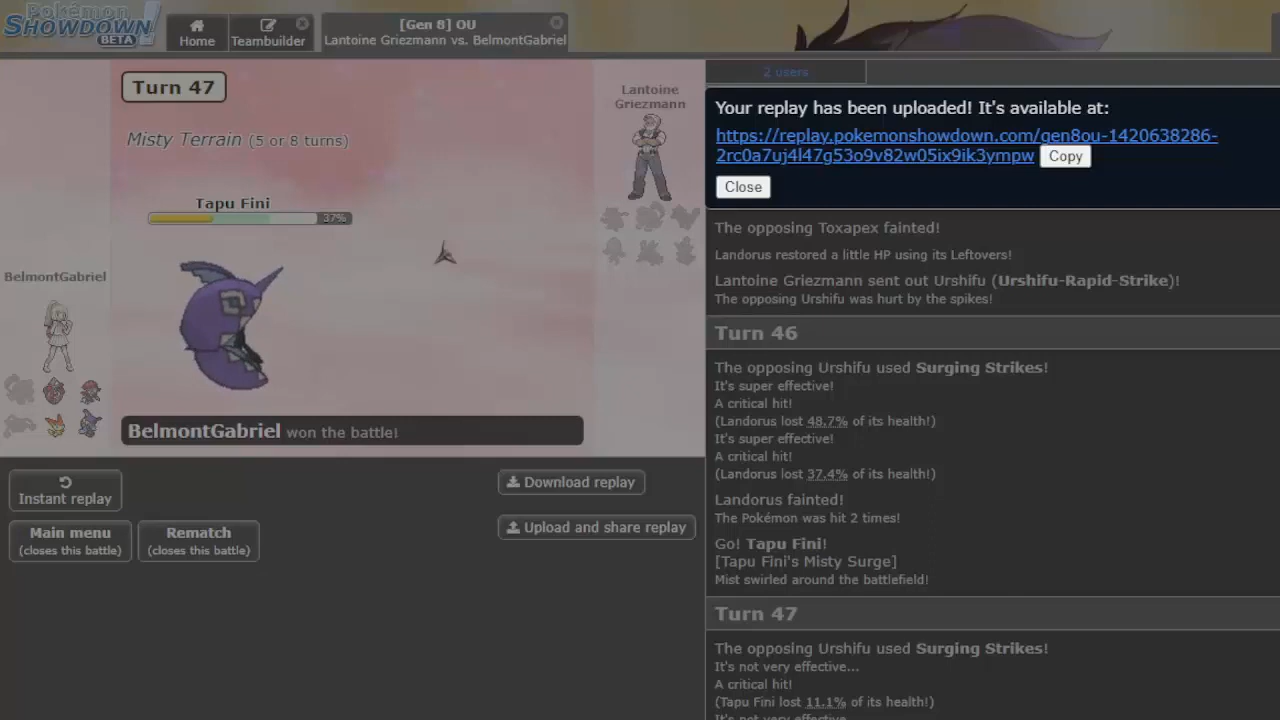 Pokémon
SHOWDOWN!
BETA
Home
Teambuilder
[Gen 8] OU
Lantoine Griezmann vs. BelmontGabriel
2 users
Turn 47
Misty Terrain (5 or 8 turns)
Tapu Fini
37%
BelmontGabriel
Lantoine
Griezmann
BelmontGabriel won the battle!
Instant replay
Download replay
Upload and share replay
Main menu
(closes this battle)
Rematch
(closes this battle)
Your replay has been uploaded! It's available at:
https://replay.pokemonshowdown.com/gen8ou-1420638286-
2rc0a7uj4l47g53o9v82w05ix9ik3ympw Copy
Close
The opposing Toxapex fainted!
Landorus restored a little HP using its Leftovers!
Lantoine Griezmann sent out Urshifu (Urshifu-Rapid-Strike)!
The opposing Urshifu was hurt by the spikes!
Turn 46
The opposing Urshifu used Surging Strikes!
It's super effective!
A critical hit!
(Landorus lost 48.7% of its health!)
It's super effective!
A critical hit!
(Landorus lost 37.4% of its health!)
Landorus fainted!
The Pokémon was hit 2 times!
Go! Tapu Fini!
[Tapu Fini's Misty Surge]
Mist swirled around the battlefield!
Turn 47
The opposing Urshifu used Surging Strikes!
It's not very effective...
A critical hit!
(Tapu Fini lost 11.1% of its health!)
It's not very effective...